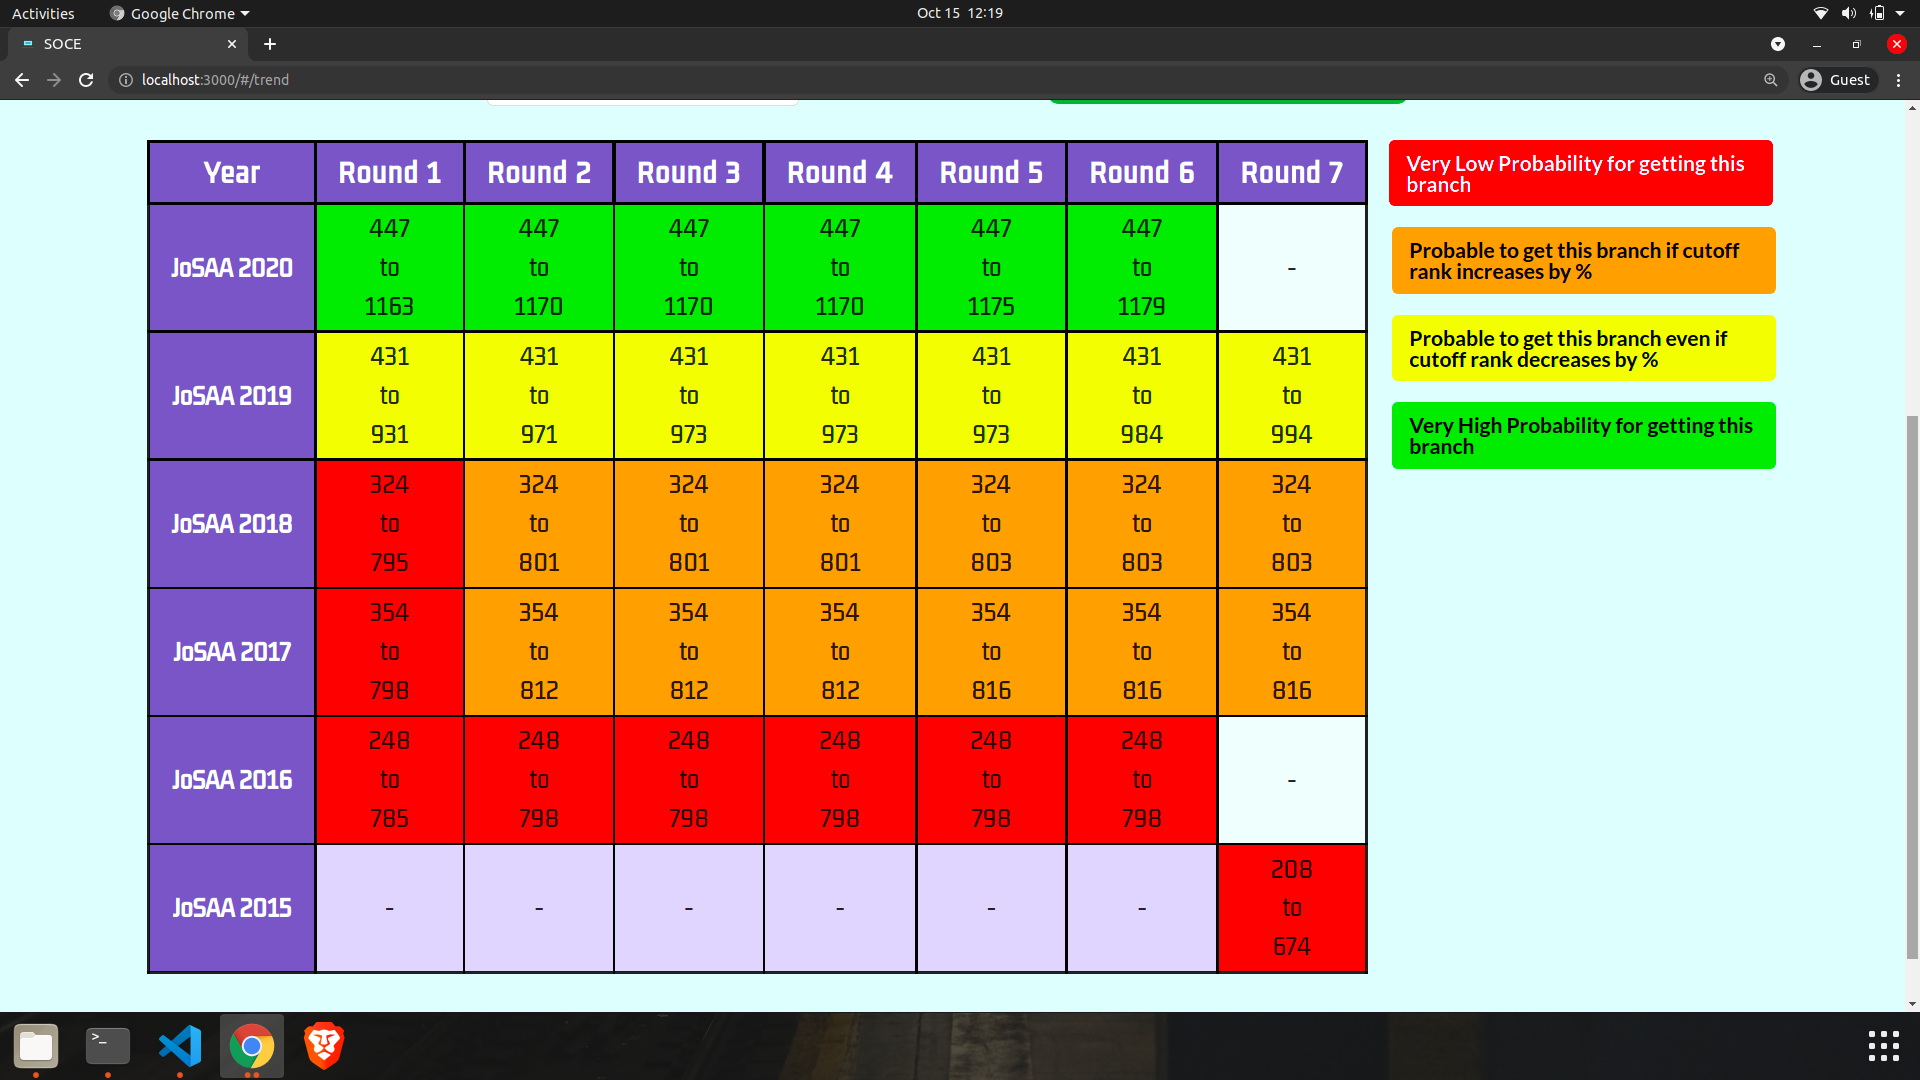 Activities Google Chrome Oct 15 12:19
SOCE
localhost:3000/#/trend Guest
Year Round 1 Round 2 Round 3 Round 4 Round 5 Round 6 Round 7
JoSAA 2020
447 447 447 447 447 447
to to to to to to -
1163 1170 1170 1170 1175 1179
JoSAA 2019
431 431 431 431 431 431 431
to to to to to to to
931 971 973 973 973 984 994
JoSAA 2018
324 324 324 324 324 324 324
to to to to to to to
795 801 801 801 803 803 803
JoSAA 2017
354 354 354 354 354 354 354
to to to to to to to
798 812 812 812 816 816 816
JoSAA 2016
248 248 248 248 248 248
to to to to to to -
785 798 798 798 798 798
JoSAA 2015
208
- - - - - - to
674
Very Low Probability for getting this
branch
Probable to get this branch if cutoff
rank increases by %
Probable to get this branch even if
cutoff rank decreases by %
Very High Probability for getting this
branch